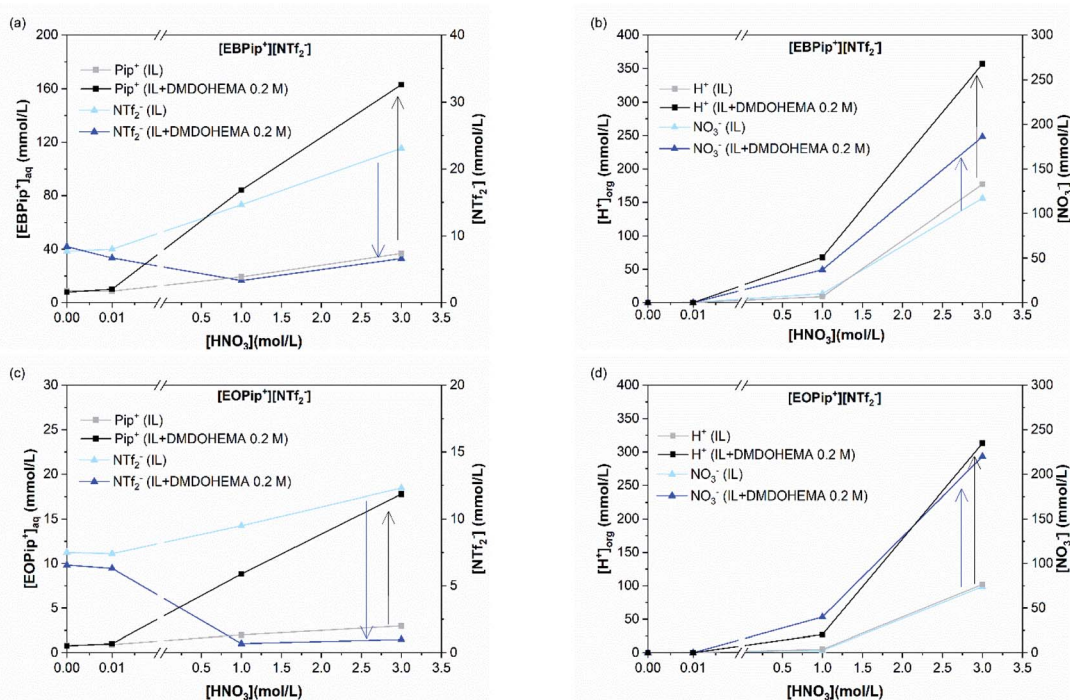 (a)
[EBPip⁺][NTf₂⁻]
Pip⁺ (IL)
Pip⁺ (IL+DMDOHEMA 0.2 M)
NTf₂⁻ (IL)
NTf₂⁻ (IL+DMDOHEMA 0.2 M)
[EBPip⁺]aq (mmol/L)
200
160
120
80
40
0
[NTf₂⁻] (mmol/L)
40
30
20
10
0
0.00 0.01 0.5 1.0 1.5 2.0 2.5 3.0 3.5
[HNO₃](mol/L)
(b)
[EBPip⁺][NTf₂⁻]
H⁺ (IL)
H⁺ (IL+DMDOHEMA 0.2 M)
NO₃⁻ (IL)
NO₃⁻ (IL+DMDOHEMA 0.2 M)
[H⁺]org (mmol/L)
400
350
300
250
200
150
100
50
0
[NO₃⁻] (mmol/L)
300
250
200
150
100
50
0
0.00 0.01 0.5 1.0 1.5 2.0 2.5 3.0 3.5
[HNO₃](mol/L)
(c)
[EOPip⁺][NTf₂⁻]
Pip⁺ (IL)
Pip⁺ (IL+DMDOHEMA 0.2 M)
NTf₂⁻ (IL)
NTf₂⁻ (IL+DMDOHEMA 0.2 M)
[EOPip⁺]aq (mmol/L)
30
25
20
15
10
5
0
[NTf₂⁻] (mmol/L)
20
15
10
5
0
0.00 0.01 0.5 1.0 1.5 2.0 2.5 3.0 3.5
[HNO₃](mol/L)
(d)
[EOPip⁺][NTf₂⁻]
H⁺ (IL)
H⁺ (IL+DMDOHEMA 0.2 M)
NO₃⁻ (IL)
NO₃⁻ (IL+DMDOHEMA 0.2 M)
[H⁺]org (mmol/L)
400
350
300
250
200
150
100
50
0
[NO₃⁻] (mmol/L)
300
250
200
150
100
50
0
0.00 0.01 0.5 1.0 1.5 2.0 2.5 3.0 3.5
[HNO₃](mol/L)